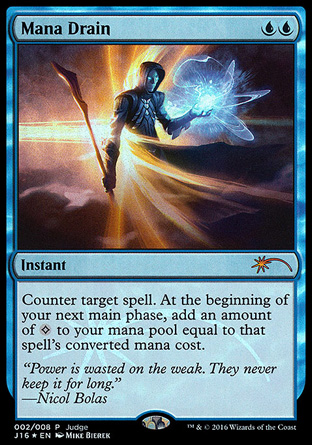 Mana Drain
Instant
Counter target spell. At the beginning of
your next main phase, add an amount
of ◇ to your mana pool equal to that
spell's converted mana cost.
"Power is wasted on the weak. They never
keep it for long."
—Nicol Bolas
002/008 P Judge
J16 ★ EN Mike Bierek
™ & © 2016 Wizards of the Coast